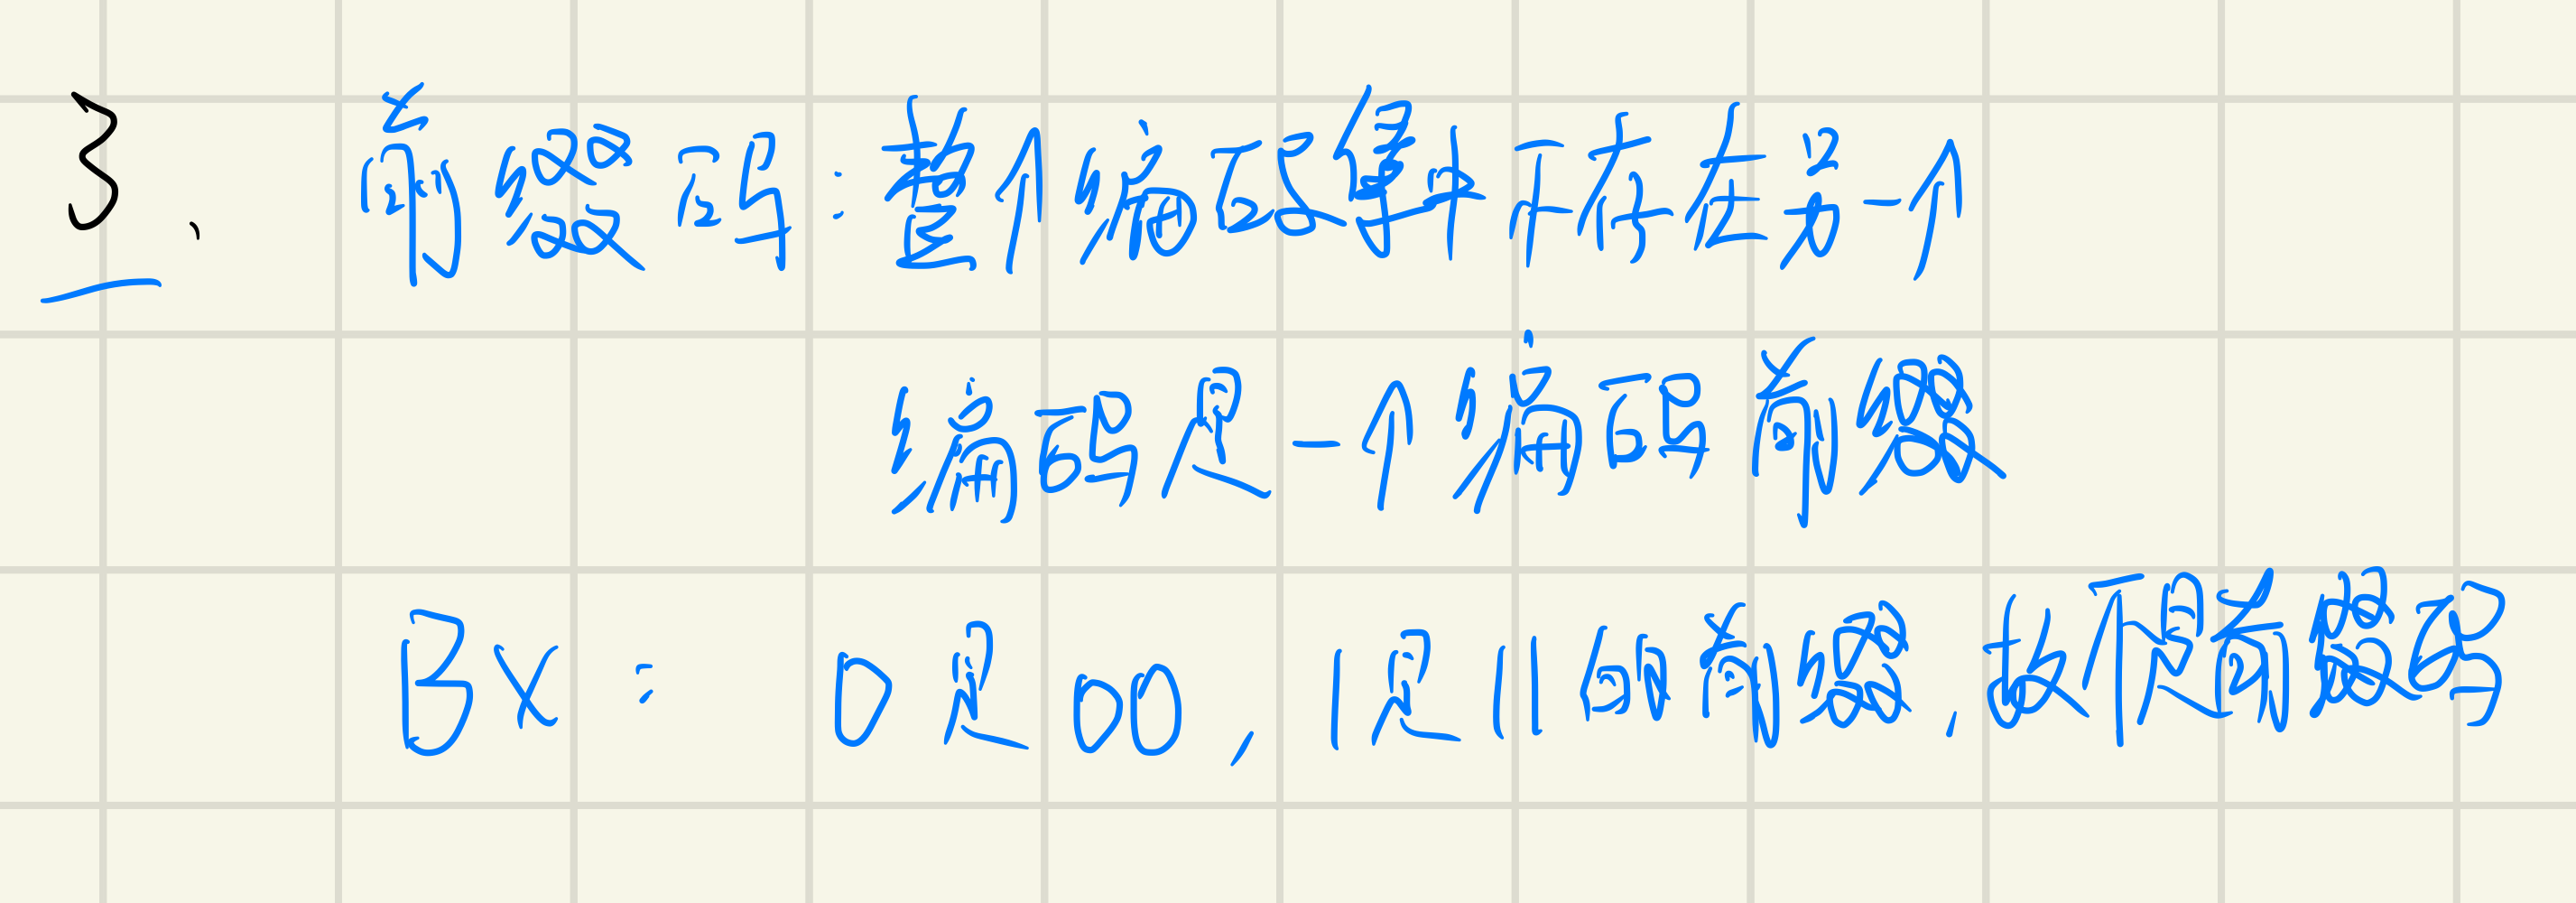 3、 前缀码：整个编码集中不存在另一个
编码是一个编码前缀
B×： 0是00，1是11的前缀，故不是前缀码